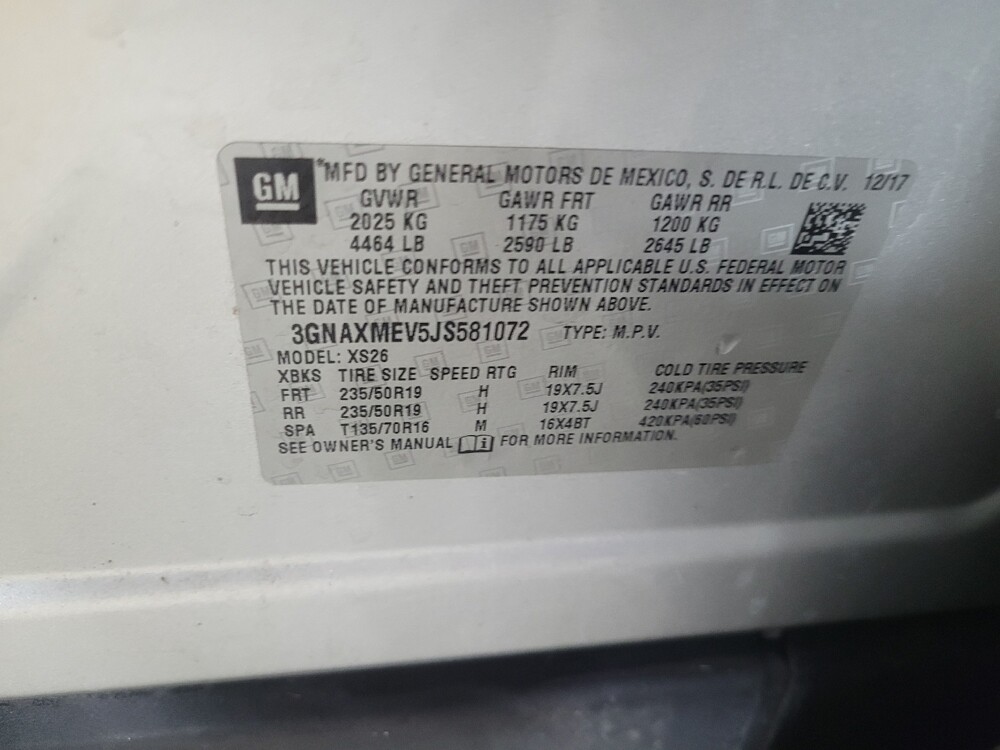 GM
*MFD BY GENERAL MOTORS DE MEXICO, S. DE R.L. DE C.V. 12/17
GVWR GAWR FRT GAWR RR
2025 KG 1175 KG 1200 KG
4464 LB 2590 LB 2645 LB
THIS VEHICLE CONFORMS TO ALL APPLICABLE U.S. FEDERAL MOTOR
VEHICLE SAFETY AND THEFT PREVENTION STANDARDS IN EFFECT ON
THE DATE OF MANUFACTURE SHOWN ABOVE.
3GNAXMEV5JS581072 TYPE: M.P.V.
MODEL: XS26
XBKS TIRE SIZE SPEED RTG RIM COLD TIRE PRESSURE
FRT 235/50R19 H 19X7.5J 240KPA(35PSI)
RR 235/50R19 H 19X7.5J 240KPA(35PSI)
SPA T135/70R16 M 16X4BT 420KPA(60PSI)
SEE OWNER'S MANUAL i FOR MORE INFORMATION.